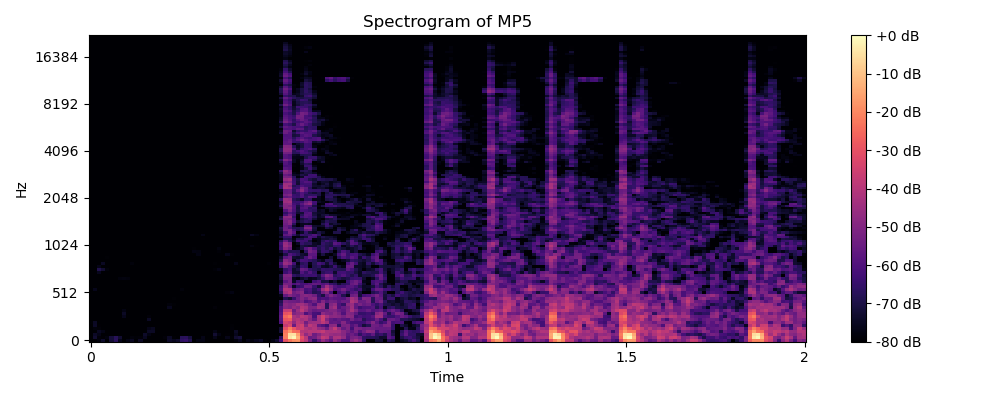 Spectrogram of MP5
16384
8192
4096
2048
1024
512
0
Hz
0
0.5
1
1.5
2
Time
+0 dB
-10 dB
-20 dB
-30 dB
-40 dB
-50 dB
-60 dB
-70 dB
-80 dB